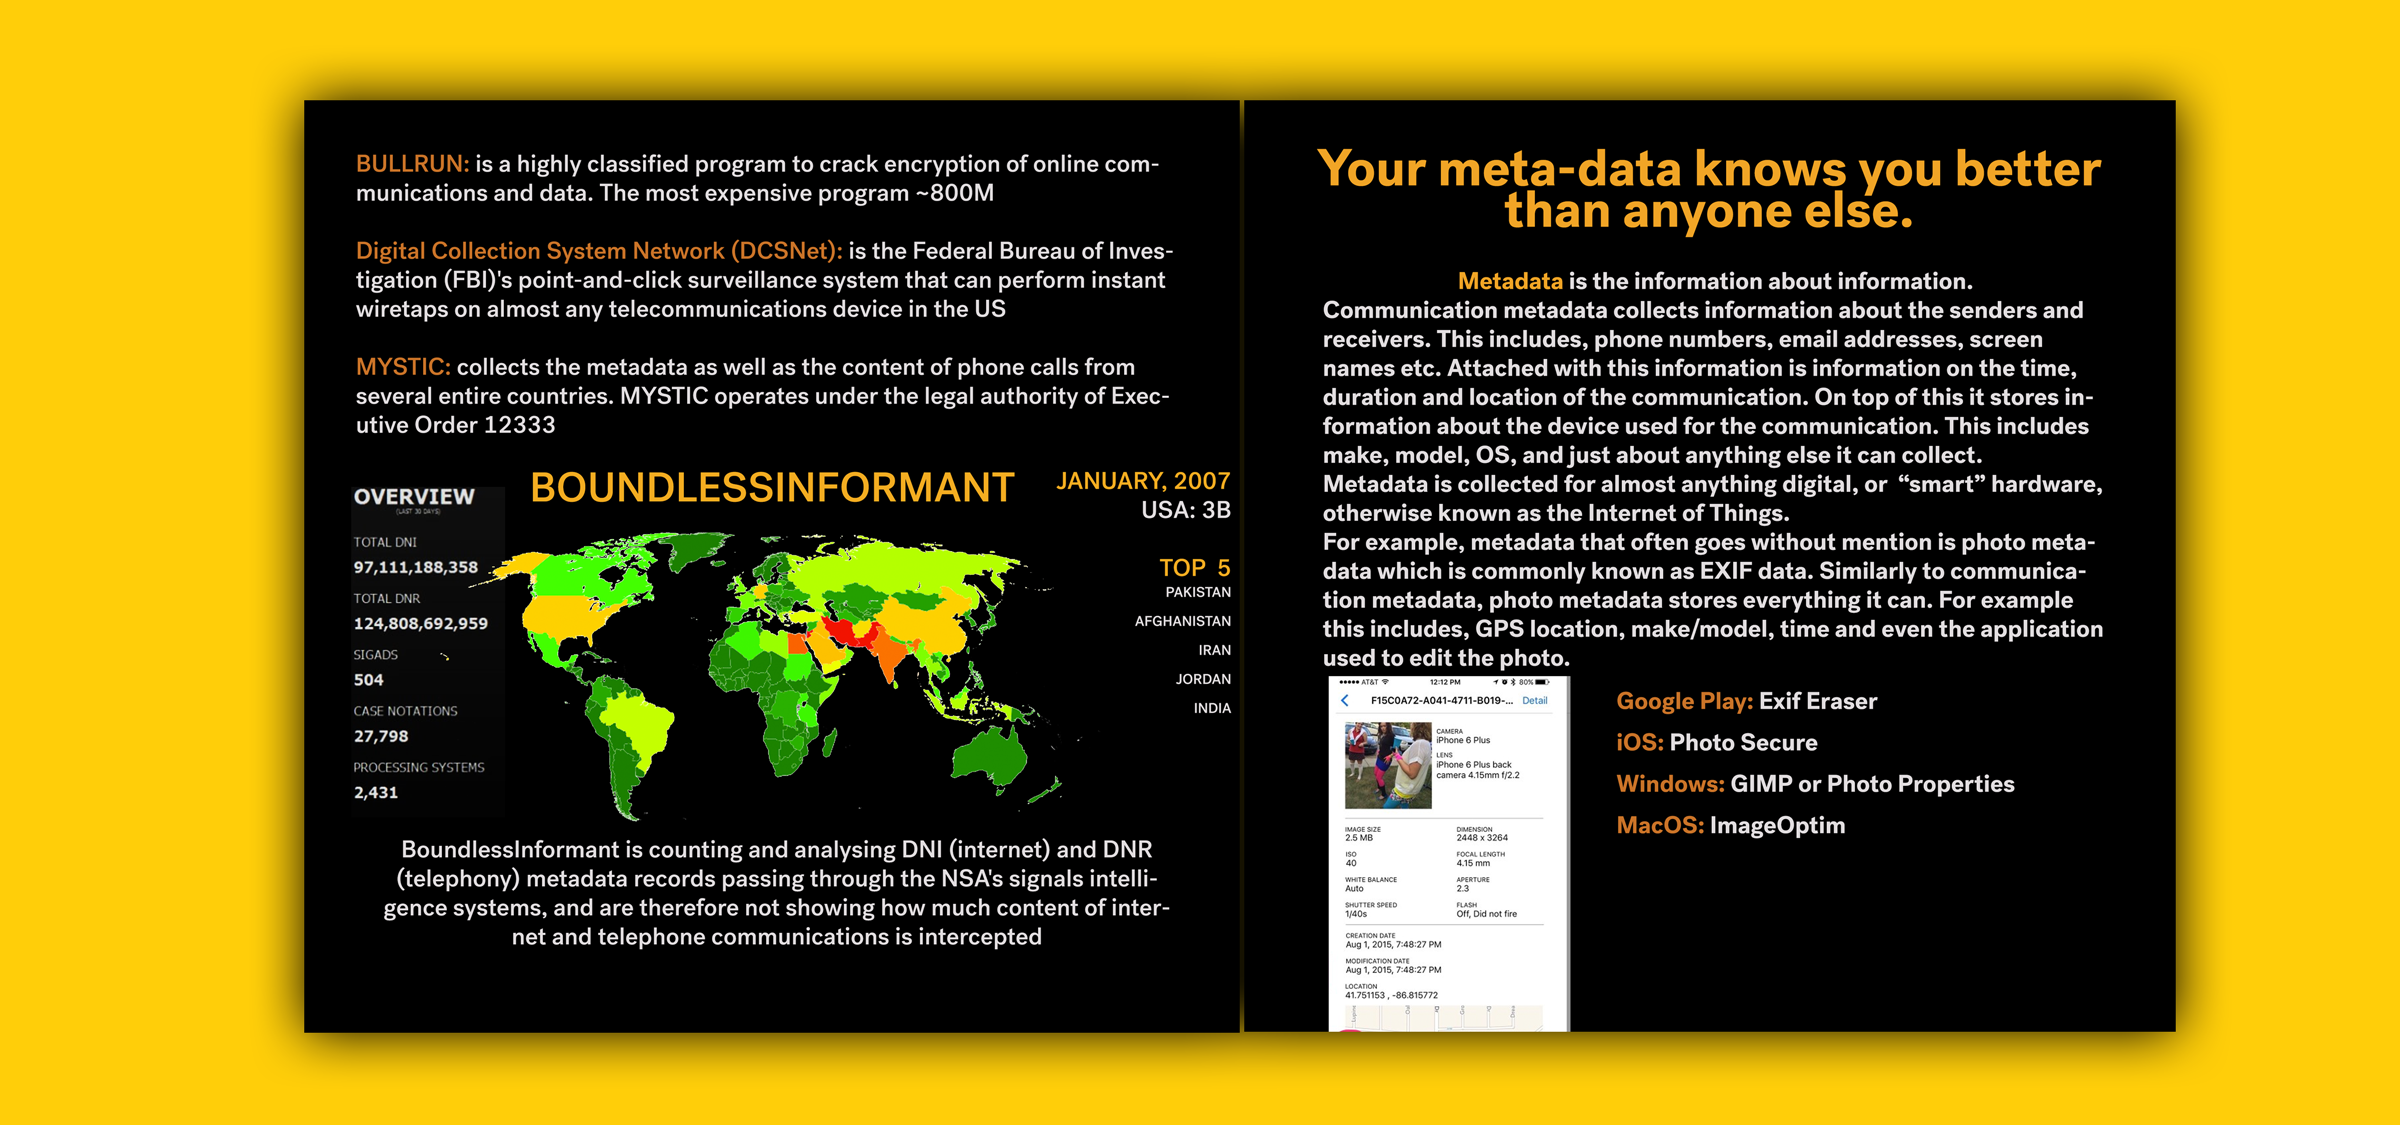 BULLRUN: is a highly classified program to crack encryption of online com-
munications and data. The most expensive program ~800M
Digital Collection System Network (DCSNet): is the Federal Bureau of Inves-
tigation (FBI)'s point-and-click surveillance system that can perform instant
wiretaps on almost any telecommunications device in the US
MYSTIC: collects the metadata as well as the content of phone calls from
several entire countries. MYSTIC operates under the legal authority of Exec-
utive Order 12333
OVERVIEW
(LAST 30 DAYS)
TOTAL DNI
97,111,188,358
TOTAL DNR
124,808,692,959
SIGADS
504
CASE NOTATIONS
27,798
PROCESSING SYSTEMS
2,431
BOUNDLESSINFORMANT
JANUARY, 2007
USA: 3B
TOP 5
PAKISTAN
AFGHANISTAN
IRAN
JORDAN
INDIA
BoundlessInformant is counting and analysing DNI (internet) and DNR
(telephony) metadata records passing through the NSA's signals intelli-
gence systems, and are therefore not showing how much content of inter-
net and telephone communications is intercepted
Your meta-data knows you better
than anyone else.
Metadata is the information about information.
Communication metadata collects information about the senders and
receivers. This includes, phone numbers, email addresses, screen
names etc. Attached with this information is information on the time,
duration and location of the communication. On top of this it stores in-
formation about the device used for the communication. This includes
make, model, OS, and just about anything else it can collect.
Metadata is collected for almost anything digital, or “smart” hardware,
otherwise known as the Internet of Things.
For example, metadata that often goes without mention is photo meta-
data which is commonly known as EXIF data. Similarly to communica-
tion metadata, photo metadata stores everything it can. For example
this includes, GPS location, make/model, time and even the application
used to edit the photo.
AT&T 12:12 PM 80%
F15C0A72-A041-4711-B019-... Detail
CAMERA
iPhone 6 Plus
LENS
iPhone 6 Plus back
camera 4.15mm f/2.2
IMAGE SIZE DIMENSION
2.5 MB 2448 x 3264
ISO FOCAL LENGTH
40 4.15 mm
WHITE BALANCE APERTURE
Auto 2.3
SHUTTER SPEED FLASH
1/40s Off, Did not fire
CREATION DATE
Aug 1, 2015, 7:48:27 PM
MODIFICATION DATE
Aug 1, 2015, 7:48:27 PM
LOCATION
41.751153 , -86.815772
Google Play: Exif Eraser
iOS: Photo Secure
Windows: GIMP or Photo Properties
MacOS: ImageOptim